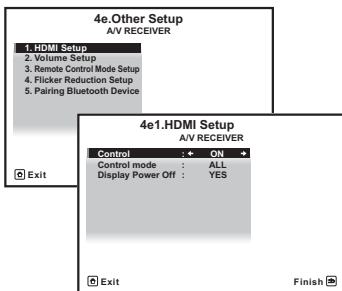 4e.Other Setup
A/V RECEIVER
1. HDMI Setup
2. Volume Setup
3. Remote Control Mode Setup
4. Flicker Reduction Setup
5. Pairing Bluetooth Device
Exit
4e1.HDMI Setup
A/V RECEIVER
Control : ON
Control mode : ALL
Display Power Off : YES
Exit Finish